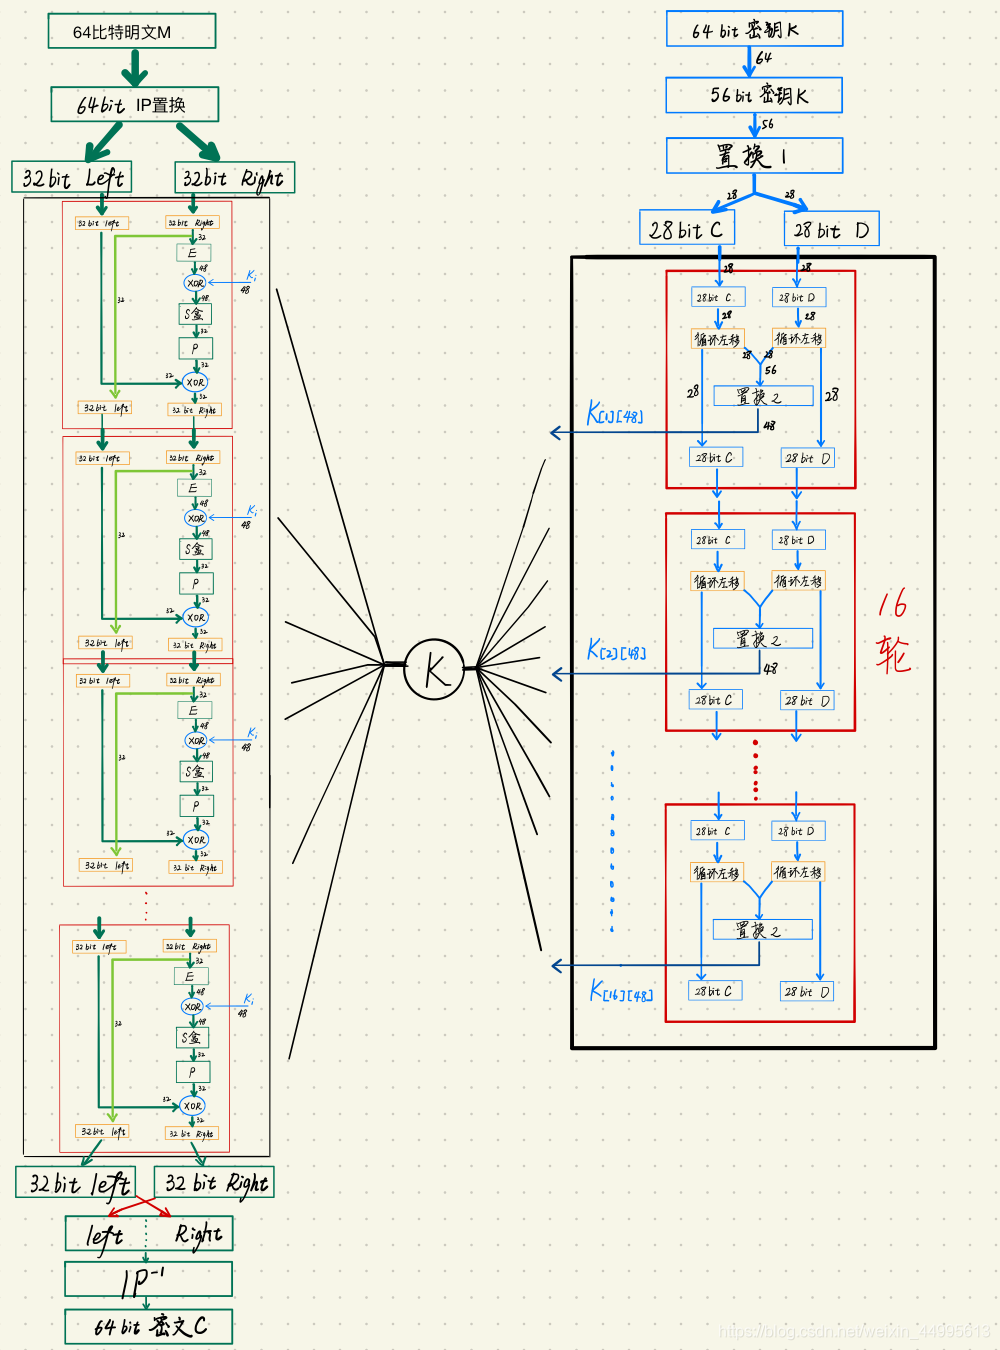 64比特明文M
64bit IP置换
32bit Left
32bit Right
32 bit left
32 bit Right
32
E
48
XOR
Ki
48
48
S盒
32
32
P
32
32
XOR
32
32 bit left
32 bit Right
32 bit left
32 bit Right
32
E
48
XOR
Ki
48
48
S盒
32
32
P
32
32
XOR
32
32 bit left
32 bit Right
32 bit left
32 bit Right
32
E
48
XOR
Ki
48
48
S盒
32
32
P
32
32
XOR
32
32 bit left
32 bit Right
32 bit left
32 bit Right
32
E
48
XOR
Ki
48
48
S盒
32
32
P
32
32
XOR
32
32 bit left
32 bit Right
32bit left
32 bit Right
left
Right
IP⁻¹
64 bit 密文C
K
64 bit 密钥K
64
56 bit 密钥K
56
置换 1
28
28
28 bit C
28 bit D
28
28
28 bit C
28 bit D
28
28
循环左移
循环左移
28
28
56
28
置换 2
28
K[1][48]
48
28 bit C
28 bit D
28 bit C
28 bit D
循环左移
循环左移
置换 2
K[2][48]
48
28 bit C
28 bit D
16
轮
28 bit C
28 bit D
循环左移
循环左移
置换 2
K[16][48]
28 bit C
28 bit D
https://blog.csdn.net/weixin_44995613